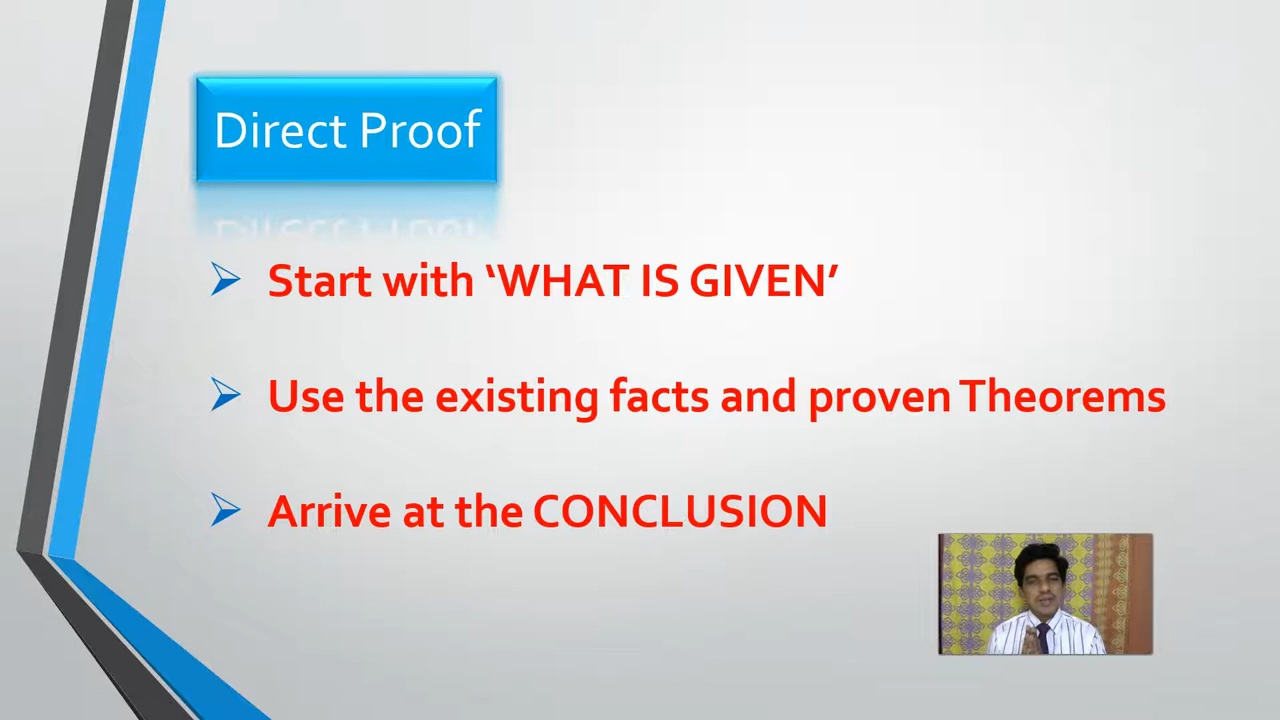 Direct Proof
Start with ‘WHAT IS GIVEN’
Use the existing facts and proven Theorems
Arrive at the CONCLUSION